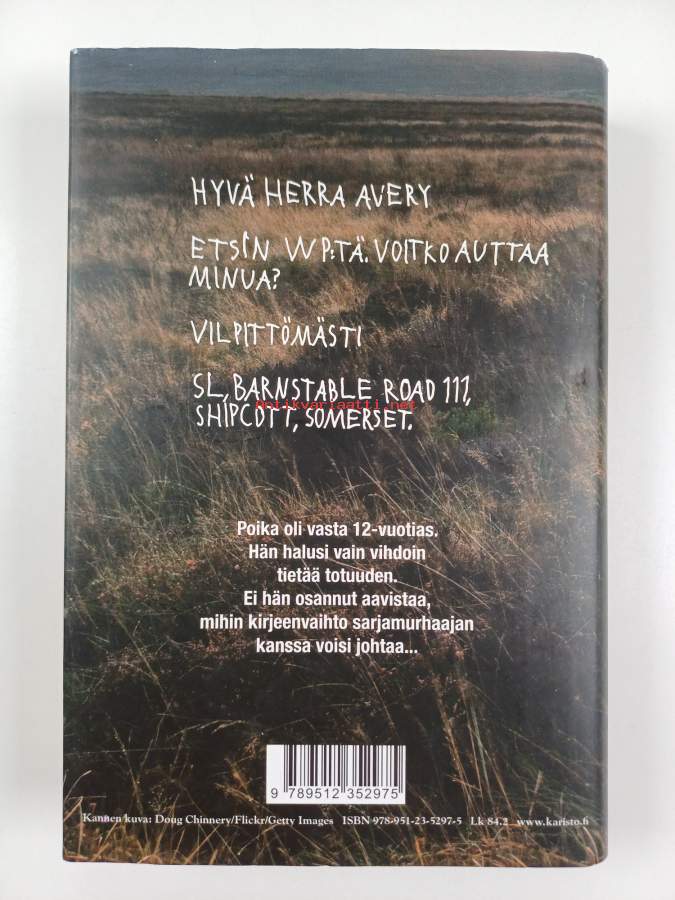 HYVÄ HERRA AVERY
ETSIN WP:TÄ. VOITKO AUTTAA
MINUA?
VILPITTÖMÄSTI
SL, BARNSTABLE ROAD 111,
Antikvariaatti.net
SHIPCOTT, SOMERSET.
Poika oli vasta 12-vuotias.
Hän halusi vain vihdoin
tietää totuuden.
Ei hän osannut aavistaa,
mihin kirjeenvaihto sarjamurhaajan
kanssa voisi johtaa...
9 789512 352975
Kannen kuva: Doug Chinnery/Flickr/Getty Images ISBN 978-951-23-5297-5 Lk 84.2 www.karisto.fi